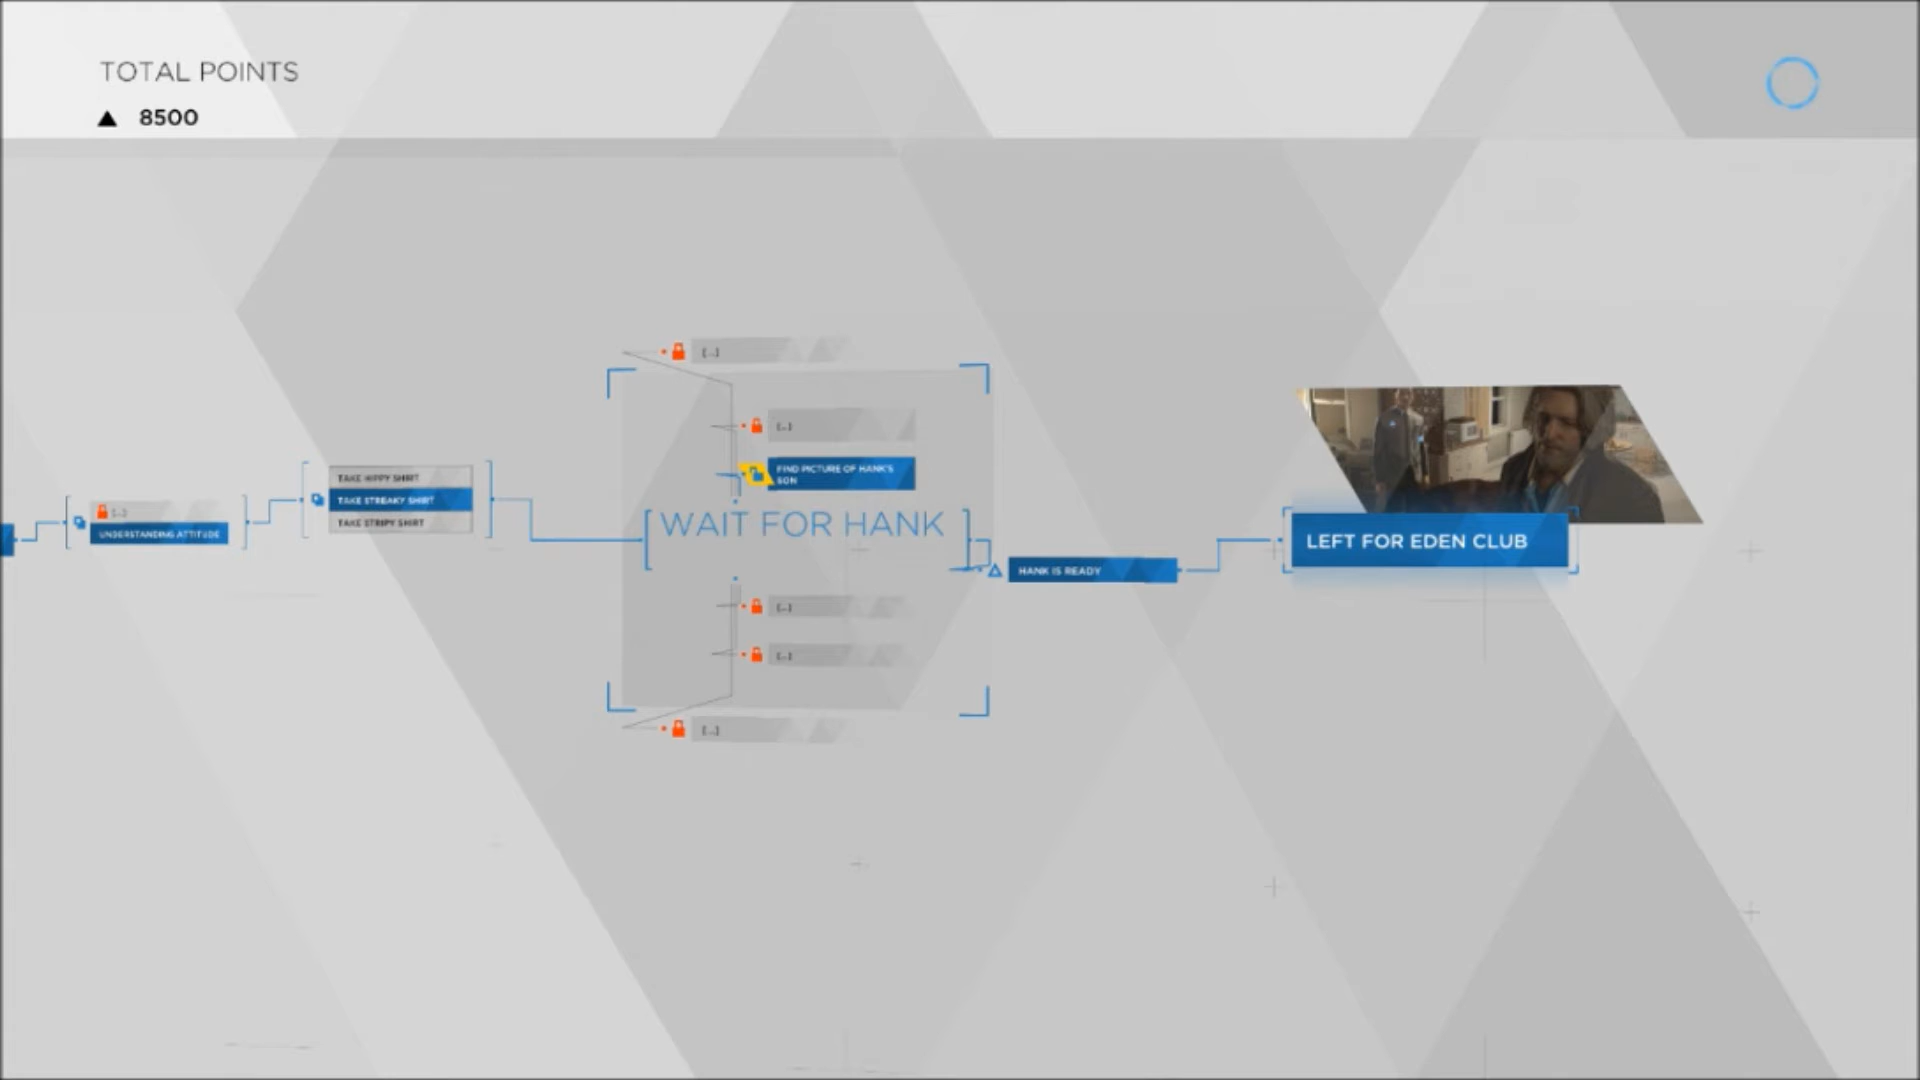 TOTAL POINTS
▲ 8500
[...]
UNDERSTANDING ATTITUDE
TAKE HIPPY SHIRT
TAKE STREAKY SHIRT
TAKE STRIPY SHIRT
[...]
[...]
FIND PICTURE OF HANK'S
SON
WAIT FOR HANK
[...]
[...]
[...]
HANK IS READY
LEFT FOR EDEN CLUB